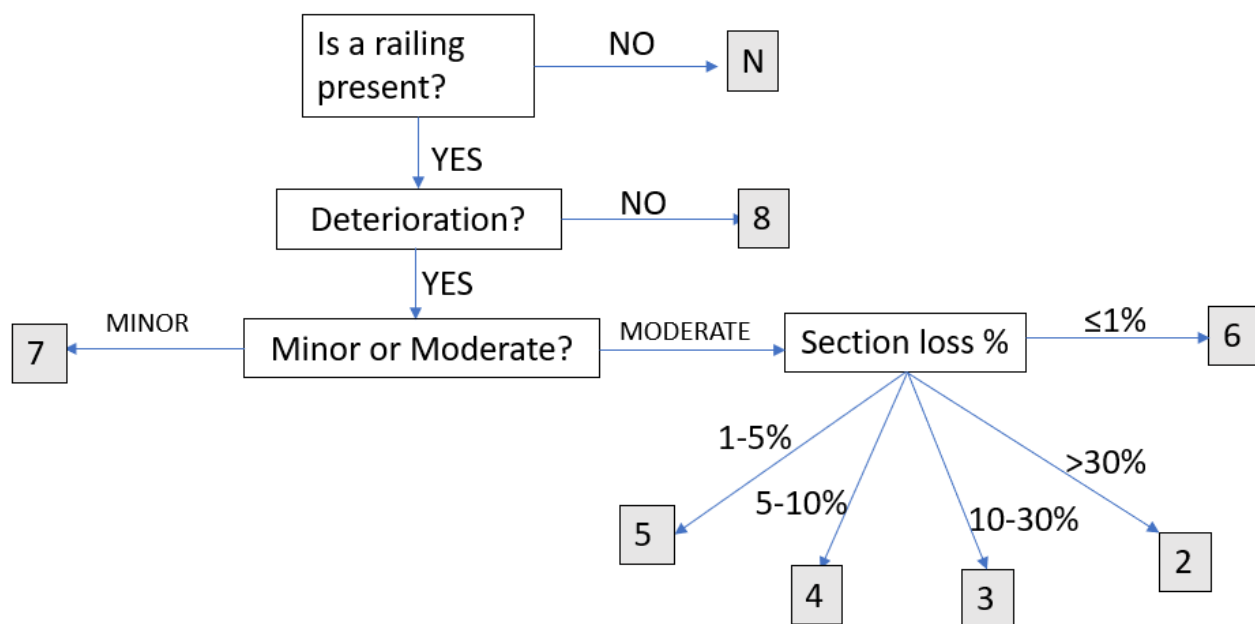 Is a railing
present?
NO
N
YES
Deterioration?
NO
8
YES
7
MINOR
Minor or Moderate?
MODERATE
Section loss %
≤1%
6
1-5%
5-10%
10-30%
>30%
5
4
3
2